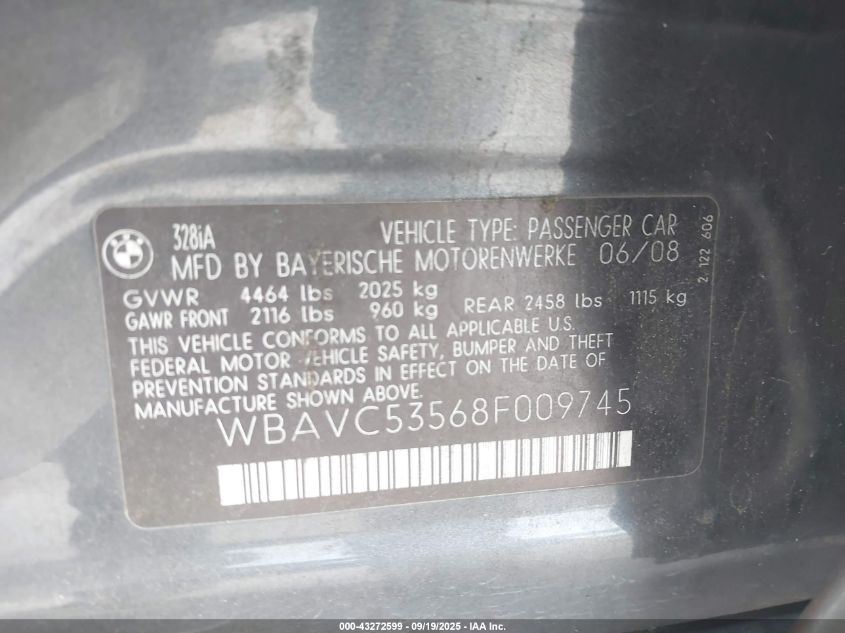 BMW
328iA
VEHICLE TYPE: PASSENGER CAR
MFD BY BAYERISCHE MOTORENWERKE 06/08
GVWR 4464 lbs 2025 kg
GAWR FRONT 2116 lbs 960 kg REAR 2458 lbs 1115 kg
THIS VEHICLE CONFORMS TO ALL APPLICABLE U.S.
FEDERAL MOTOR VEHICLE SAFETY, BUMPER AND THEFT
PREVENTION STANDARDS IN EFFECT ON THE DATE OF
MANUFACTURE SHOWN ABOVE
WBAVC53568F009745
2 122 606
000-43272599 - 09/19/2025 - IAA Inc.